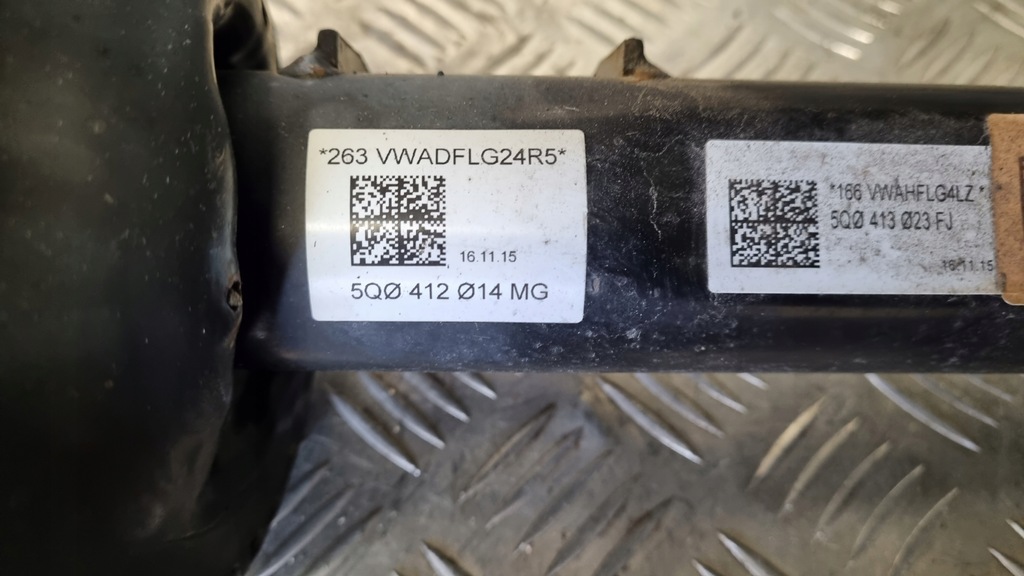 *263 VWADFLG24R5*
16.11.15
5QØ 412 Ø14 MG
*166 VWAHFLG4LZ *
5QØ 413 Ø23 FJ
16.11.15